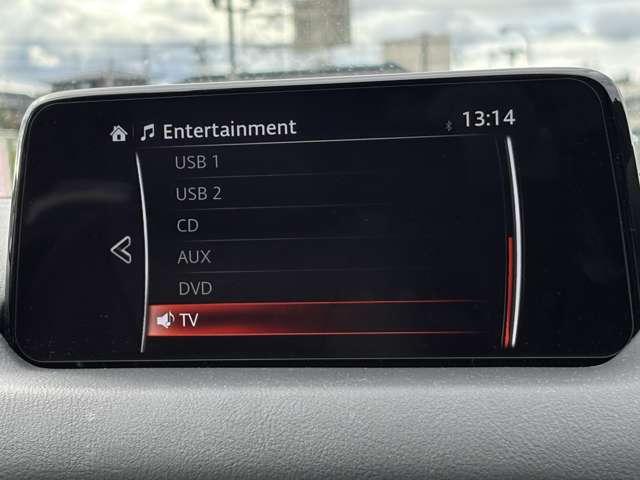 Entertainment 13:14
USB 1
USB 2
CD
AUX
DVD
TV